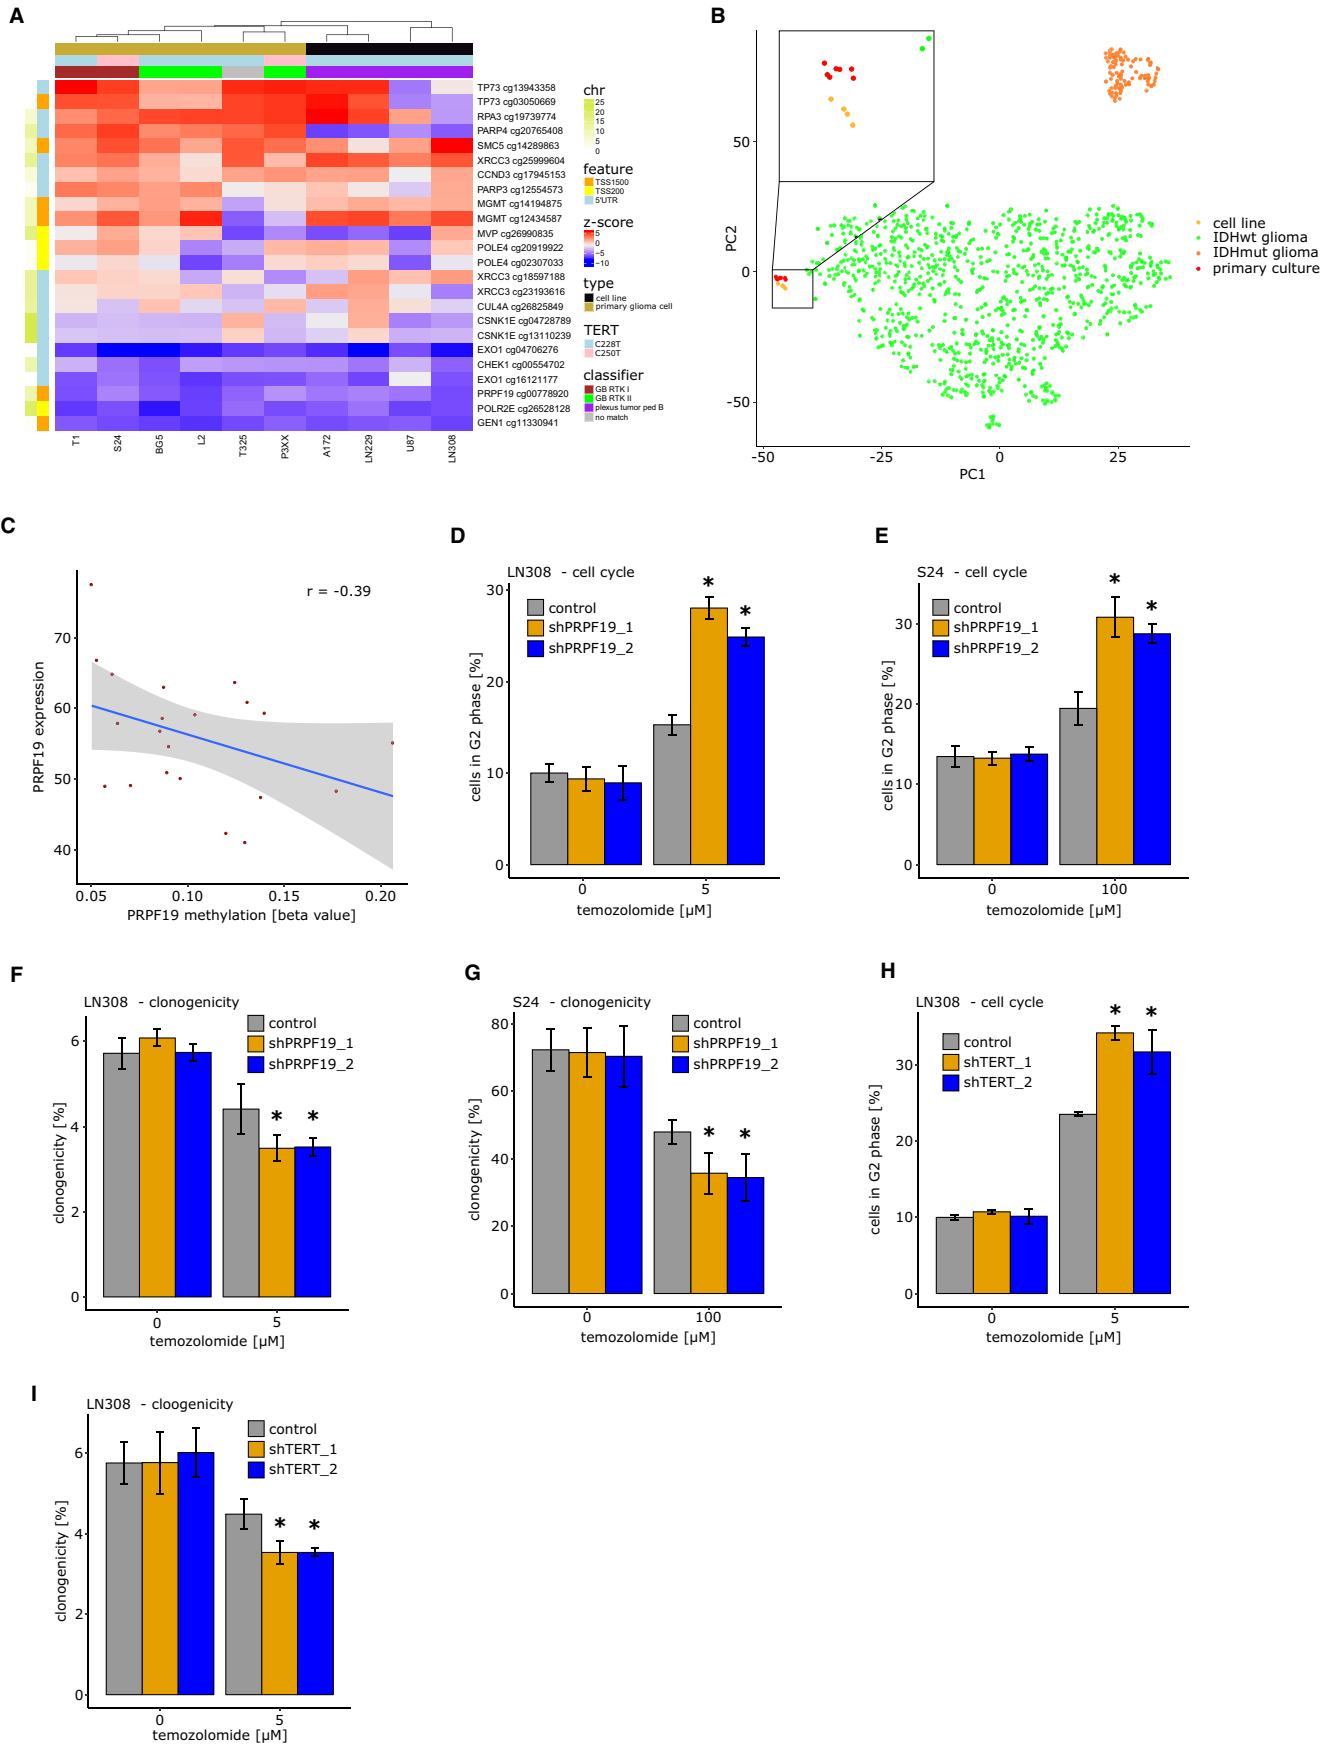 A
TP73 cg13943358
TP73 cg03050669
RPA3 cg19739774
PARP4 cg20765408
SMC5 cg14289863
XRCC3 cg25999604
CCND3 cg17945153
PARP3 cg12554573
MGMT cg14194875
MGMT cg12434587
MVP cg26990835
POLE4 cg20919922
POLE4 cg02307033
XRCC3 cg18597188
XRCC3 cg23193616
CUL4A cg26825849
CSNK1E cg04728789
CSNK1E cg13110239
EXO1 cg04706276
CHEK1 cg00554702
EXO1 cg16121177
PRPF19 cg00778920
POLR2E cg26528128
GEN1 cg11330941
T1
S24
BG5
L2
T325
P3XX
A172
LN229
U87
LN308
chr
25
20
15
10
5
0
feature
TSS1500
TSS200
5'UTR
z-score
5
0
−5
−10
type
cell line
primary glioma cell
TERT
C228T
C250T
classifier
GB RTK I
GB RTK II
plexus tumor ped B
no match
B
50
0
-50
PC2
-50
-25
0
25
PC1
cell line
IDHwt glioma
IDHmut glioma
primary culture
C
r = -0.39
70
60
50
40
PRPF19 expression
0.05
0.10
0.15
0.20
PRPF19 methylation [beta value]
D
LN308 - cell cycle
control
shPRPF19_1
shPRPF19_2
* *
30
20
10
0
cells in G2 phase [%]
0
5
temozolomide [µM]
E
S24 - cell cycle
control
shPRPF19_1
shPRPF19_2
* *
30
20
10
0
cells in G2 phase [%]
0
100
temozolomide [µM]
F
LN308 - clonogenicity
control
shPRPF19_1
shPRPF19_2
* *
6
4
2
0
clonogenicity [%]
0
5
temozolomide [µM]
G
S24 - clonogenicity
control
shPRPF19_1
shPRPF19_2
* *
80
60
40
20
0
clonogenicity [%]
0
100
temozolomide [µM]
H
LN308 - cell cycle
control
shTERT_1
shTERT_2
* *
30
20
10
0
cells in G2 phase [%]
0
5
temozolomide [µM]
I
LN308 - cloogenicity
control
shTERT_1
shTERT_2
* *
6
4
2
0
clonogenicity [%]
0
5
temozolomide [µM]